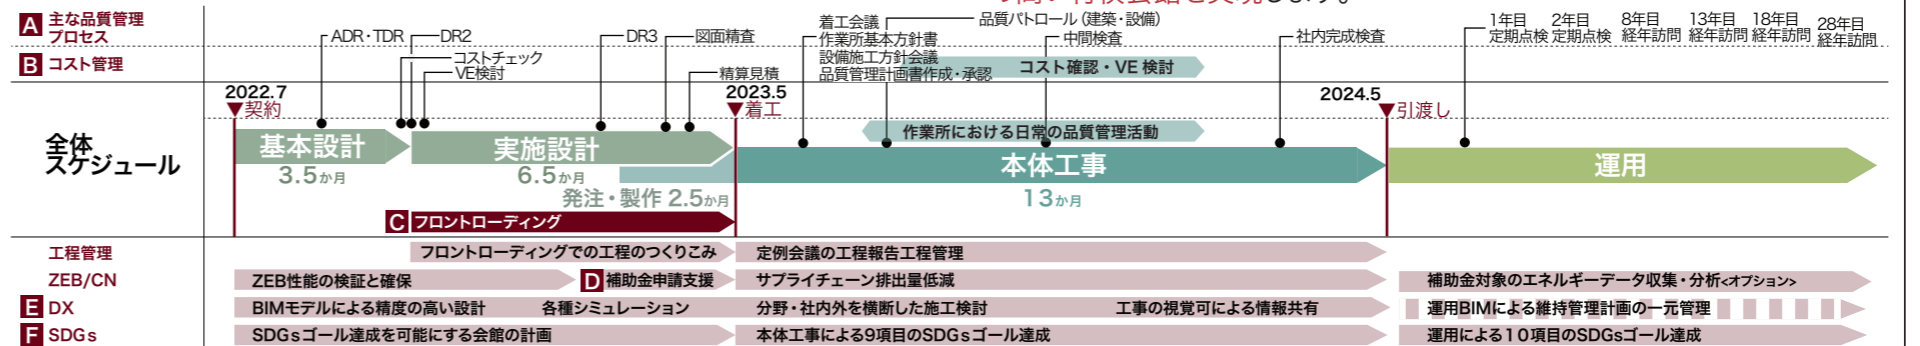 の高い特検会館を実現します。
A 主な品質管理
プロセス
ADR・TDR
DR2
コストチェック
VE検討
DR3
図面精査
精算見積
着工会議
作業所基本方針書
設備施工方針会議
品質管理計画書作成・承認
品質パトロール（建築・設備）
中間検査
社内完成検査
1年目
定期点検
2年目
定期点検
8年目
経年訪問
13年目
経年訪問
18年目
経年訪問
28年目
経年訪問
B コスト管理
コスト確認・VE 検討
全体
スケジュール
2022.7
契約
2023.5
着工
2024.5
引渡し
作業所における日常の品質管理活動
基本設計
3.5か月
実施設計
6.5か月
発注・製作 2.5か月
本体工事
13か月
運用
C フロントローディング
工程管理
フロントローディングでの工程のつくりこみ
定例会議の工程報告工程管理
ZEB/CN
ZEB性能の検証と確保
D 補助金申請支援
サプライチェーン排出量低減
補助金対象のエネルギーデータ収集・分析<オプション>
E DX
BIMモデルによる精度の高い設計
各種シミュレーション
分野・社内外を横断した施工検討
工事の視覚可による情報共有
運用BIMによる維持管理計画の一元管理
F SDGs
SDGsゴール達成を可能にする会館の計画
本体工事による9項目のSDGsゴール達成
運用による10項目のSDGsゴール達成